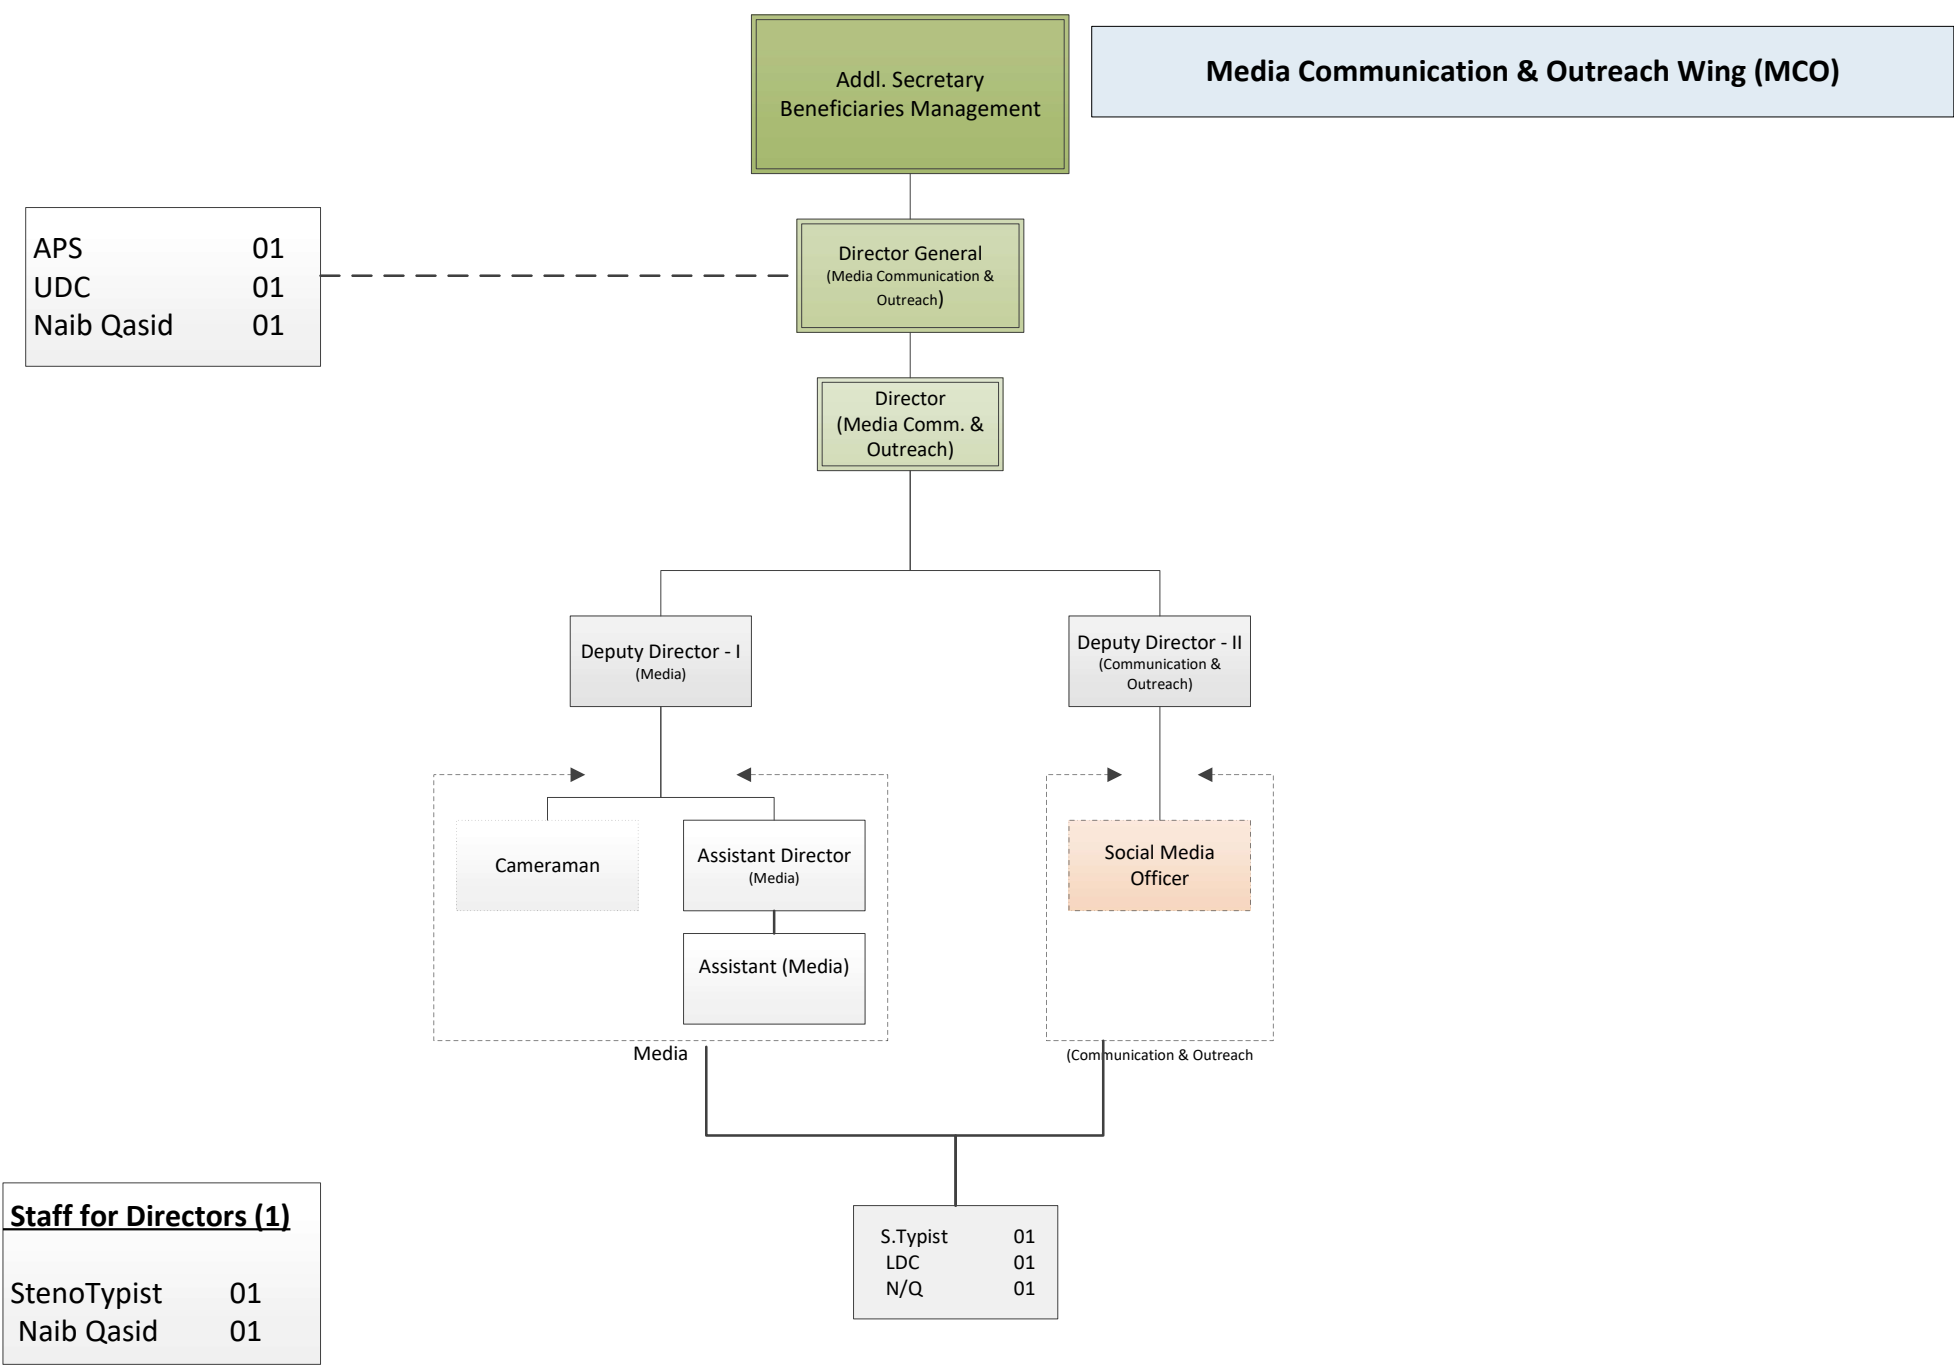 Addl. Secretary
Beneficiaries Management
Media Communication & Outreach Wing (MCO)
APS 01
UDC 01
Naib Qasid 01
Director General
(Media Communication &
Outreach)
Director
(Media Comm. &
Outreach)
Deputy Director - I
(Media)
Deputy Director - II
(Communication &
Outreach)
Cameraman
Assistant Director
(Media)
Social Media
Officer
Assistant (Media)
Media
(Communication & Outreach
Staff for Directors (1)
StenoTypist 01
Naib Qasid 01
S.Typist 01
LDC 01
N/Q 01